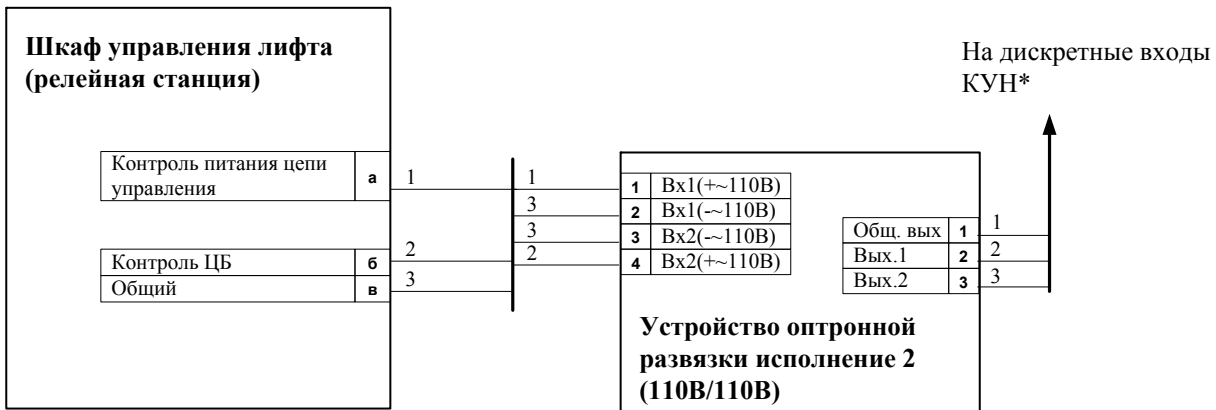 Шкаф управления лифта
(релейная станция)
На дискретные входы
КУН*
Контроль питания цепи
управления
а
1
Контроль ЦБ
б
2
Общий
в
3
1
3
3
2
1 Вх1(+~110В)
2 Вх1(-~110В)
3 Вх2(-~110В)
4 Вх2(+~110В)
Общ. вых 1
Вых.1 2
Вых.2 3
1
2
3
Устройство оптронной
развязки исполнение 2
(110В/110В)